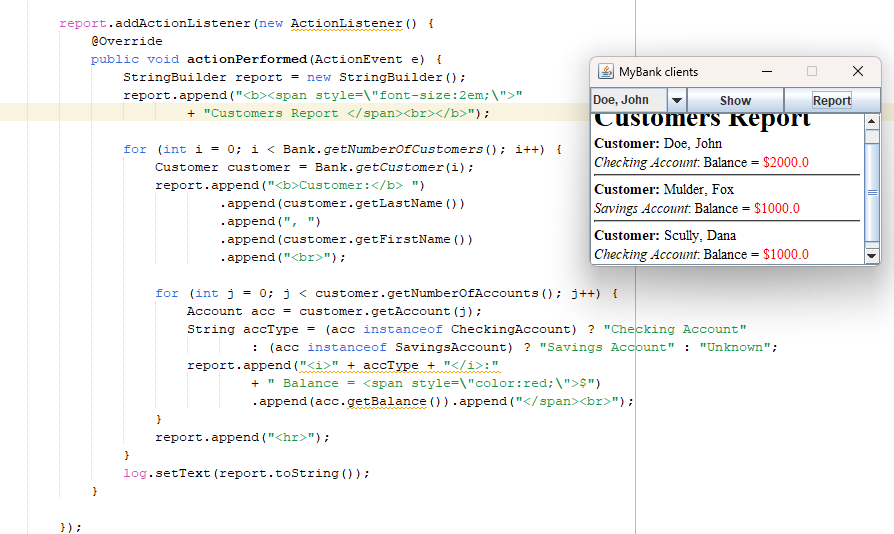 report.addActionListener(new ActionListener() {
@Override
public void actionPerformed(ActionEvent e) {
StringBuilder report = new StringBuilder();
report.append("<b><span style=\"font-size:2em;\">"
+ "Customers Report </span><br></b>");
for (int i = 0; i < Bank.getNumberOfCustomers(); i++) {
Customer customer = Bank.getCustomer(i);
report.append("<b>Customer:</b> ")
.append(customer.getLastName())
.append(", ")
.append(customer.getFirstName())
.append("<br>");
for (int j = 0; j < customer.getNumberOfAccounts(); j++) {
Account acc = customer.getAccount(j);
String accType = (acc instanceof CheckingAccount) ? "Checking Account"
: (acc instanceof SavingsAccount) ? "Savings Account" : "Unknown";
report.append("<i>" + accType + "</i>:"
+ " Balance = <span style=\"color:red;\">$")
.append(acc.getBalance()).append("</span><br>");
}
report.append("<hr>");
}
log.setText(report.toString());
}
});
MyBank clients
Doe, John
Show
Report
Customers Report
Customer: Doe, John
Checking Account: Balance = $2000.0
Customer: Mulder, Fox
Savings Account: Balance = $1000.0
Customer: Scully, Dana
Checking Account: Balance = $1000.0